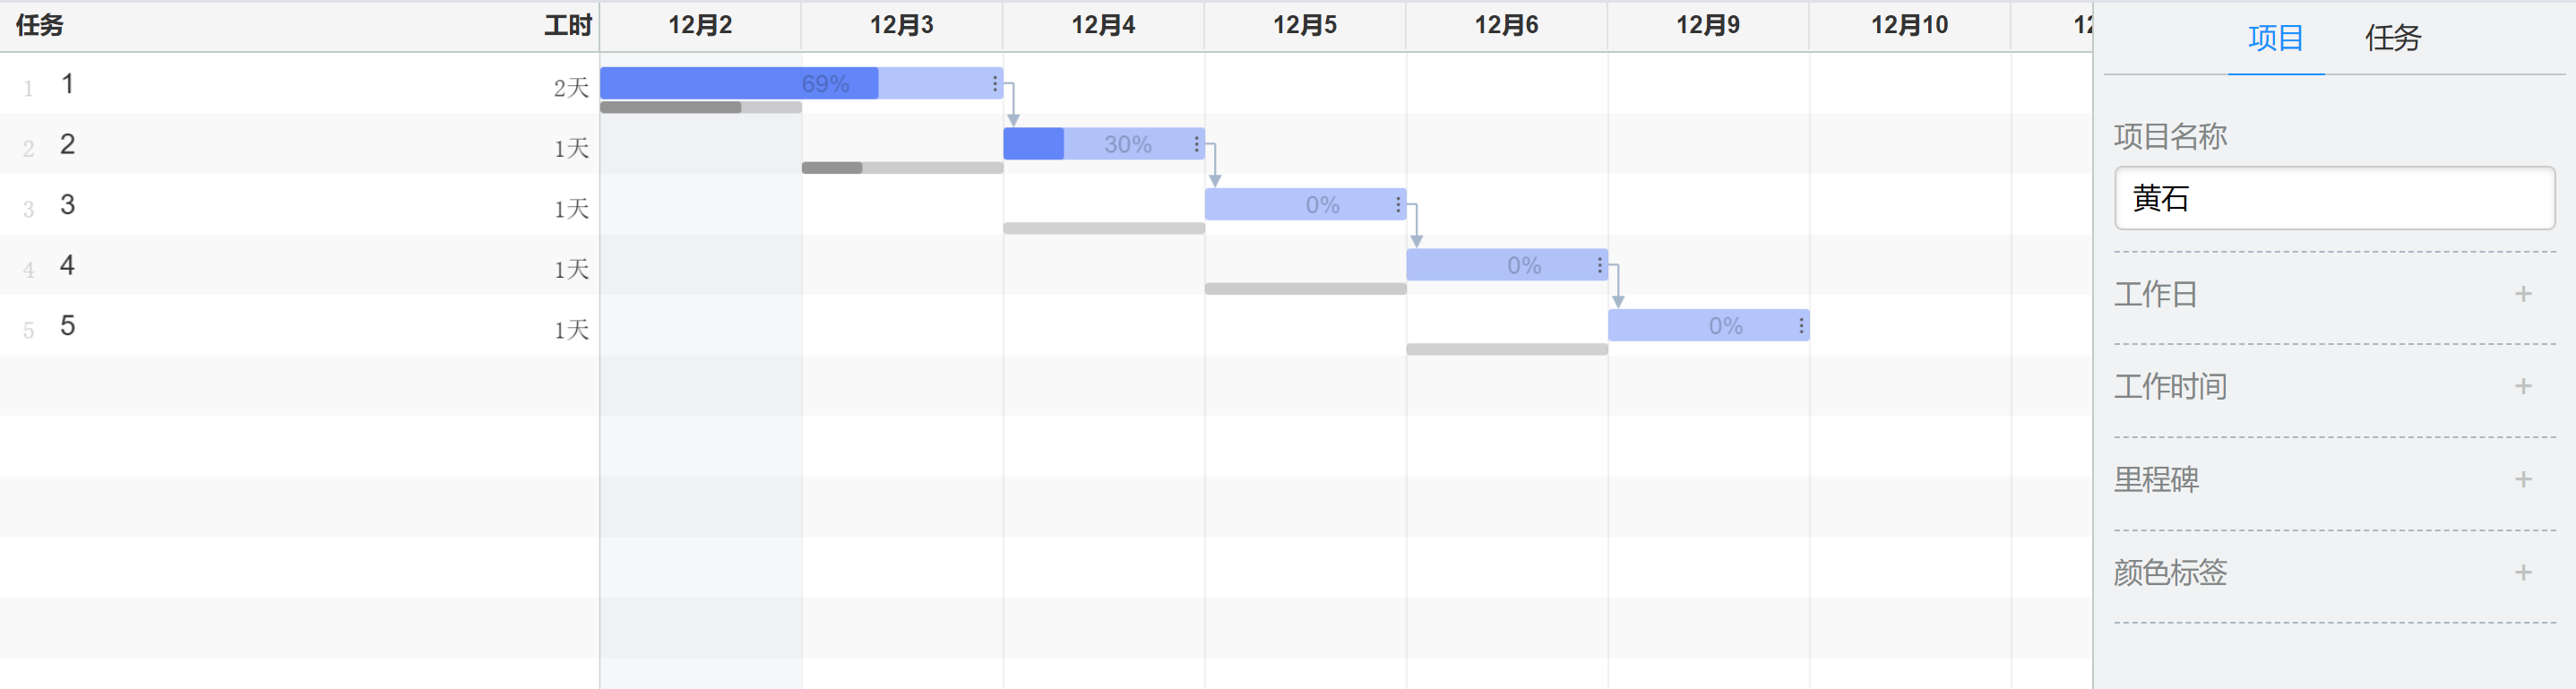 任务 工时 12月2 12月3 12月4 12月5 12月6 12月9 12月10
项目 任务
1 1 2天 69%
2 2 1天 30%
3 3 1天 0%
4 4 1天 0%
5 5 1天 0%
项目名称
黄石
工作日 +
工作时间 +
里程碑 +
颜色标签 +